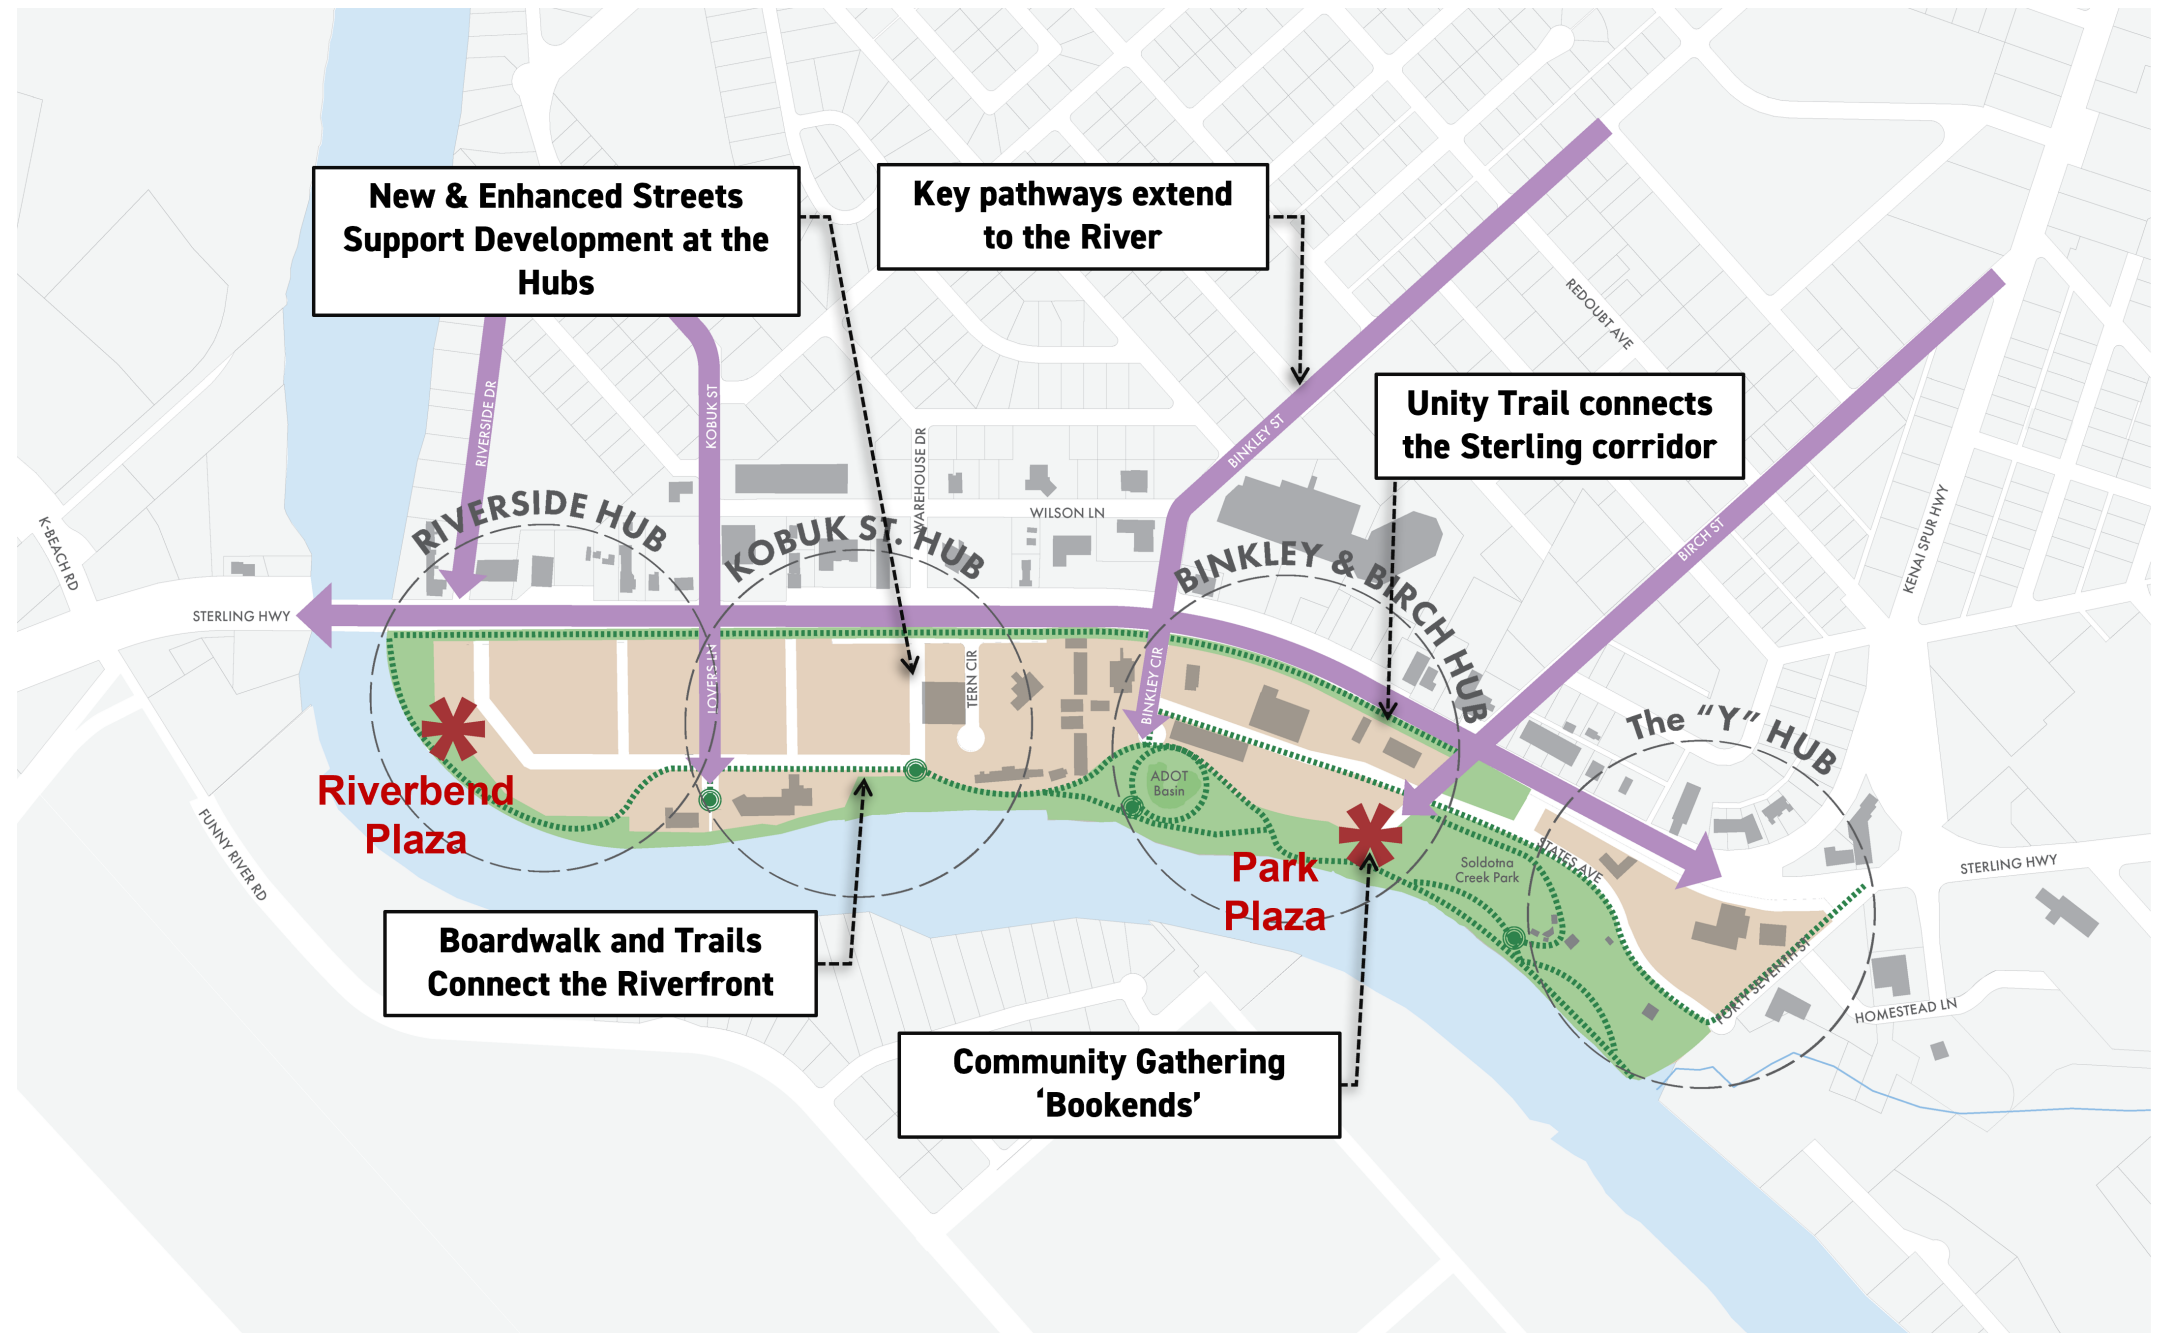 New & Enhanced Streets
Support Development at the
Hubs
Key pathways extend
to the River
Unity Trail connects
the Sterling corridor
REDOUBT AVE
RIVERSIDE DR
KOBUK ST
WAREHOUSE DR
BINKLEY ST
WILSON LN
BIRCH ST
KENAI SPUR HWY
K-BEACH RD
RIVERSIDE HUB
KOBUK ST. HUB
BINKLEY & BIRCH HUB
The “Y” HUB
STERLING HWY
LOVERS LN
TERN CIR
BINKLEY CIR
ADOT
Basin
Riverbend
Plaza
Park
Plaza
Soldotna
Creek Park
STATES AVE
STERLING HWY
FUNNY RIVER RD
FORTY SEVENTH ST
HOMESTEAD LN
Boardwalk and Trails
Connect the Riverfront
Community Gathering
‘Bookends’